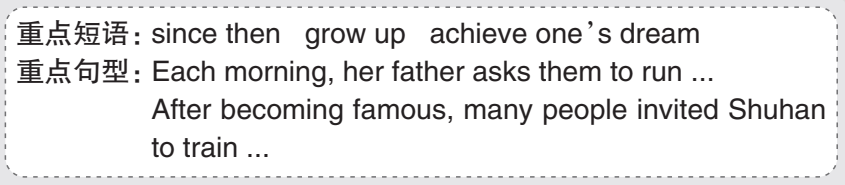 重点短语：since then grow up achieve one’s dream
重点句型：Each morning, her father asks them to run ...
After becoming famous, many people invited Shuhan
to train ...